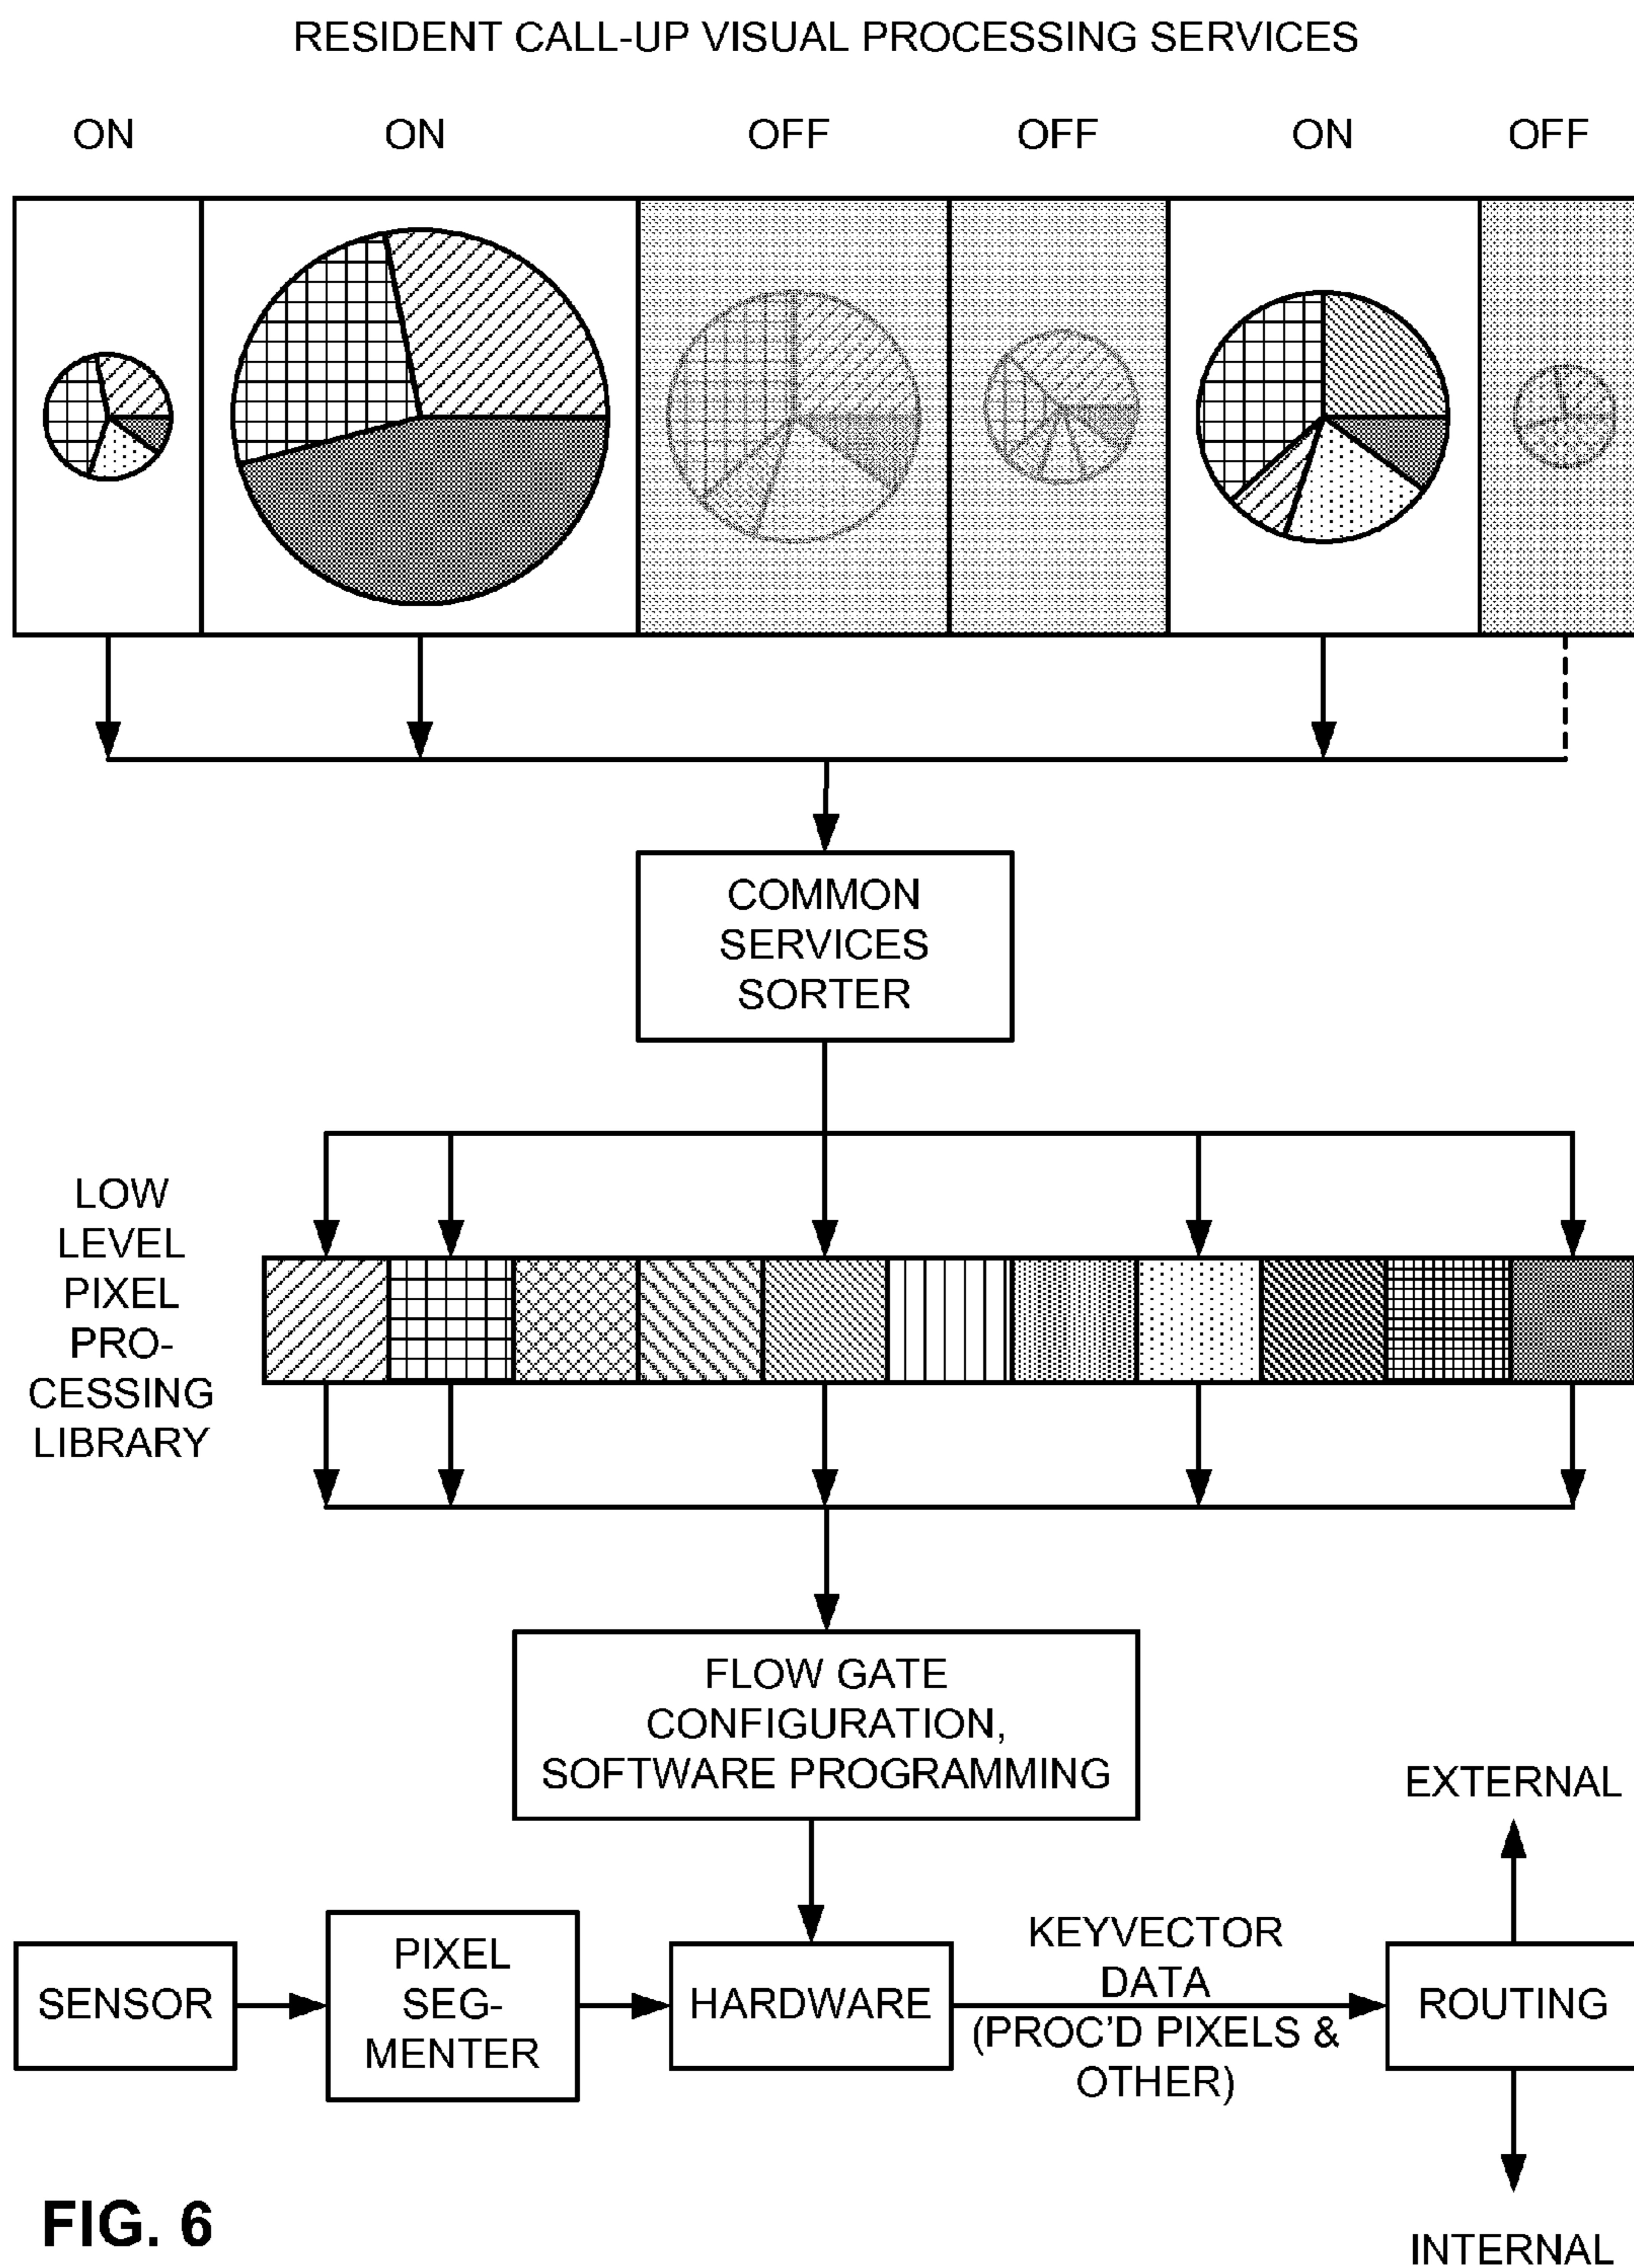 RESIDENT CALL-UP VISUAL PROCESSING SERVICES
ON ON OFF OFF ON OFF
COMMON
SERVICES
SORTER
LOW
LEVEL
PIXEL
PRO-
CESSING
LIBRARY
FLOW GATE
CONFIGURATION,
SOFTWARE PROGRAMMING
SENSOR
PIXEL
SEG-
MENTER
HARDWARE
KEYVECTOR
DATA
(PROC'D PIXELS &
OTHER)
EXTERNAL
ROUTING
INTERNAL
FIG. 6